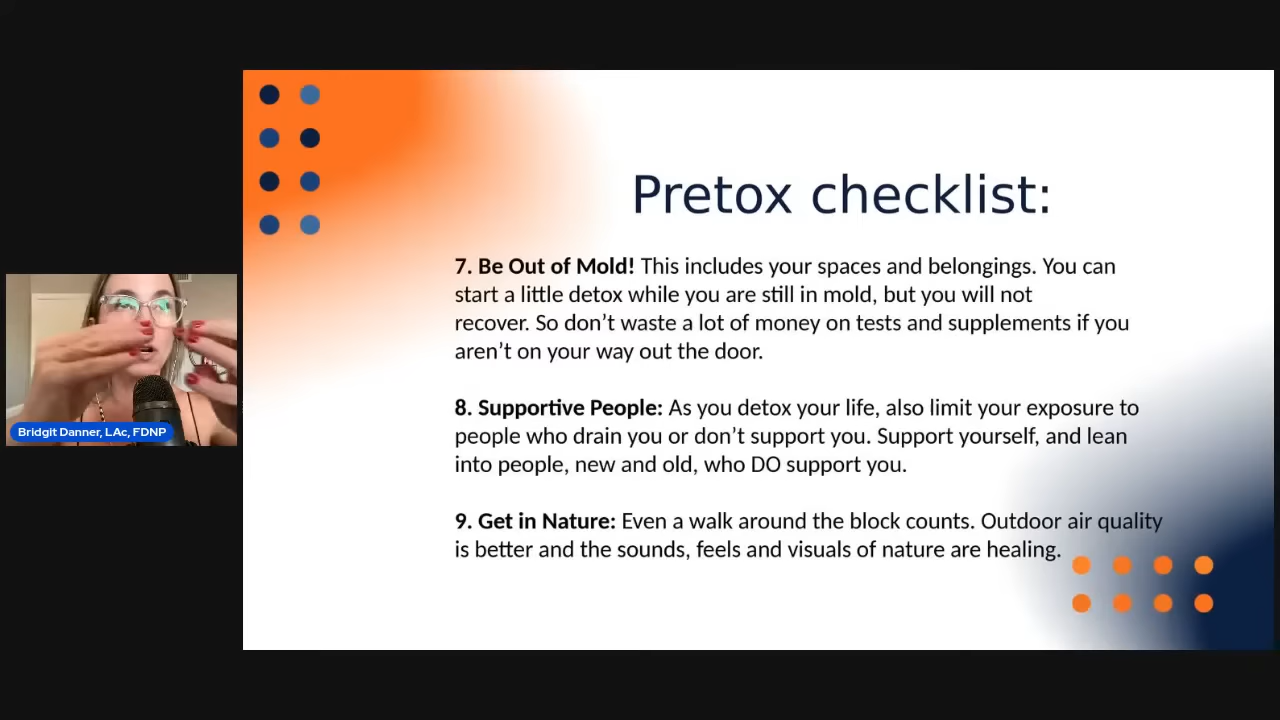 Pretox checklist:
7. Be Out of Mold! This includes your spaces and belongings. You can
start a little detox while you are still in mold, but you will not
recover. So don’t waste a lot of money on tests and supplements if you
aren’t on your way out the door.
8. Supportive People: As you detox your life, also limit your exposure to
people who drain you or don’t support you. Support yourself, and lean
into people, new and old, who DO support you.
9. Get in Nature: Even a walk around the block counts. Outdoor air quality
is better and the sounds, feels and visuals of nature are healing.
Bridgit Danner, LAc, FDNP